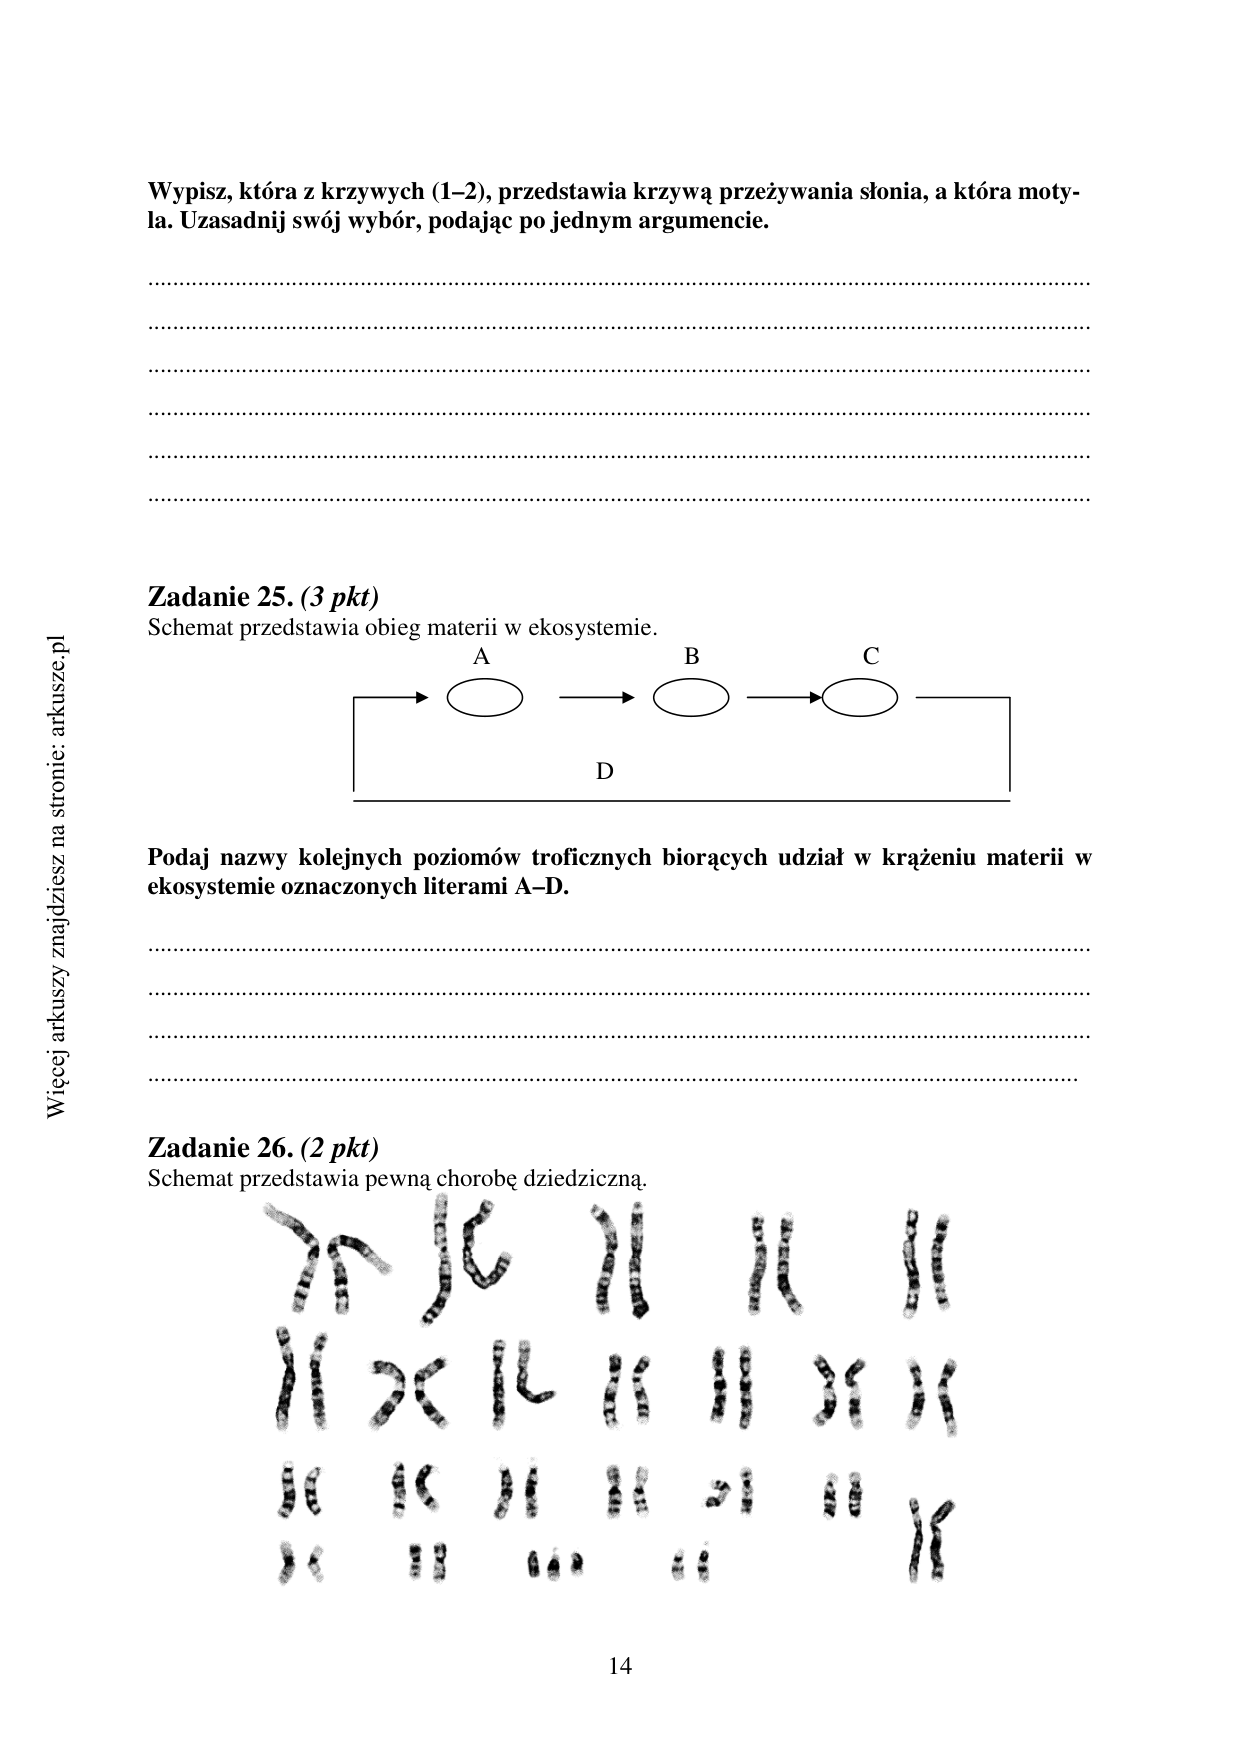 Wypisz, która z krzywych (1–2), przedstawia krzywą przeżywania słonia, a która moty-
la. Uzasadnij swój wybór, podając po jednym argumencie.
.......................................................................................................................................................
.......................................................................................................................................................
.......................................................................................................................................................
.......................................................................................................................................................
.......................................................................................................................................................
.......................................................................................................................................................
Zadanie 25. (3 pkt)
Schemat przedstawia obieg materii w ekosystemie.
A B C
D
Podaj nazwy kolejnych poziomów troficznych biorących udział w krążeniu materii w
ekosystemie oznaczonych literami A–D.
.......................................................................................................................................................
.......................................................................................................................................................
.......................................................................................................................................................
.....................................................................................................................................................
Zadanie 26. (2 pkt)
Schemat przedstawia pewną chorobę dziedziczną.
14
Więcej arkuszy znajdziesz na stronie: arkusze.pl